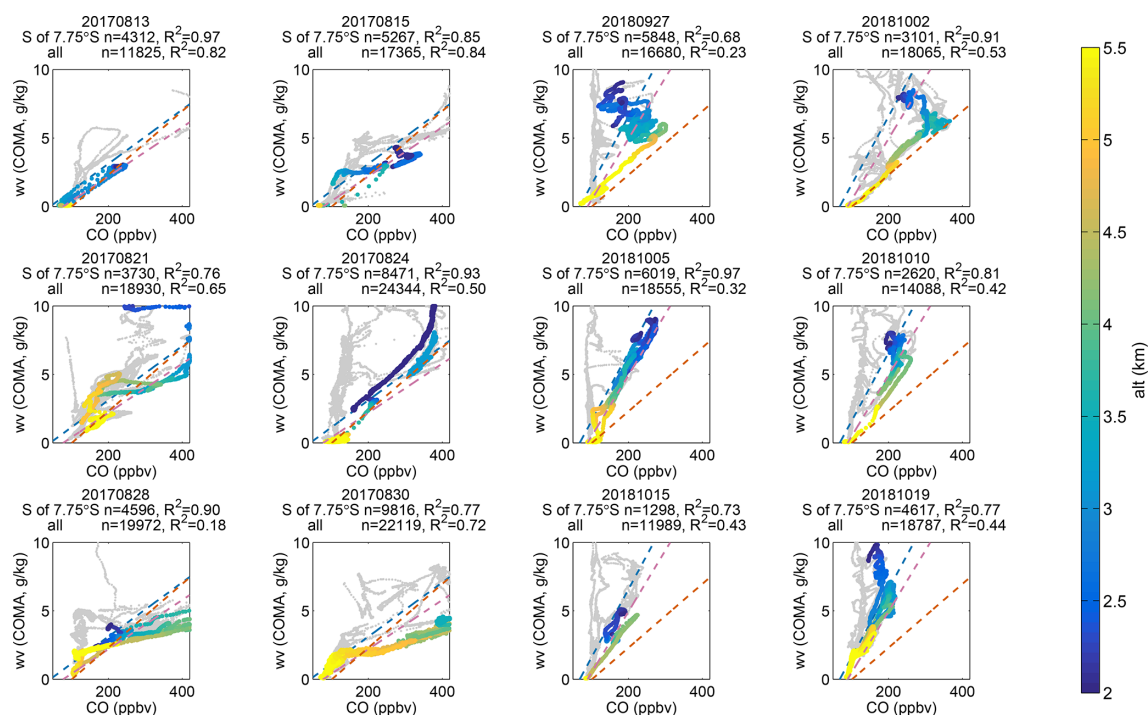 20170813
S of 7.75°S n=4312, R²=0.97
all n=11825, R²=0.82
20170815
S of 7.75°S n=5267, R²=0.85
all n=17365, R²=0.84
20180927
S of 7.75°S n=5848, R²=0.68
all n=16680, R²=0.23
20181002
S of 7.75°S n=3101, R²=0.91
all n=18065, R²=0.53
10
5
0
wv (COMA, g/kg)
200
400
CO (ppbv)
10
5
0
wv (COMA, g/kg)
200
400
CO (ppbv)
10
5
0
wv (COMA, g/kg)
200
400
CO (ppbv)
10
5
0
wv (COMA, g/kg)
200
400
CO (ppbv)
20170821
S of 7.75°S n=3730, R²=0.76
all n=18930, R²=0.65
20170824
S of 7.75°S n=8471, R²=0.93
all n=24344, R²=0.50
20181005
S of 7.75°S n=6019, R²=0.97
all n=18555, R²=0.32
20181010
S of 7.75°S n=2620, R²=0.81
all n=14088, R²=0.42
10
5
0
wv (COMA, g/kg)
200
400
CO (ppbv)
10
5
0
wv (COMA, g/kg)
200
400
CO (ppbv)
10
5
0
wv (COMA, g/kg)
200
400
CO (ppbv)
10
5
0
wv (COMA, g/kg)
200
400
CO (ppbv)
20170828
S of 7.75°S n=4596, R²=0.90
all n=19972, R²=0.18
20170830
S of 7.75°S n=9816, R²=0.77
all n=22119, R²=0.72
20181015
S of 7.75°S n=1298, R²=0.73
all n=11989, R²=0.43
20181019
S of 7.75°S n=4617, R²=0.77
all n=18787, R²=0.44
10
5
0
wv (COMA, g/kg)
200
400
CO (ppbv)
10
5
0
wv (COMA, g/kg)
200
400
CO (ppbv)
10
5
0
wv (COMA, g/kg)
200
400
CO (ppbv)
10
5
0
wv (COMA, g/kg)
200
400
CO (ppbv)
5.5
5
4.5
4
3.5
3
2.5
2
alt (km)